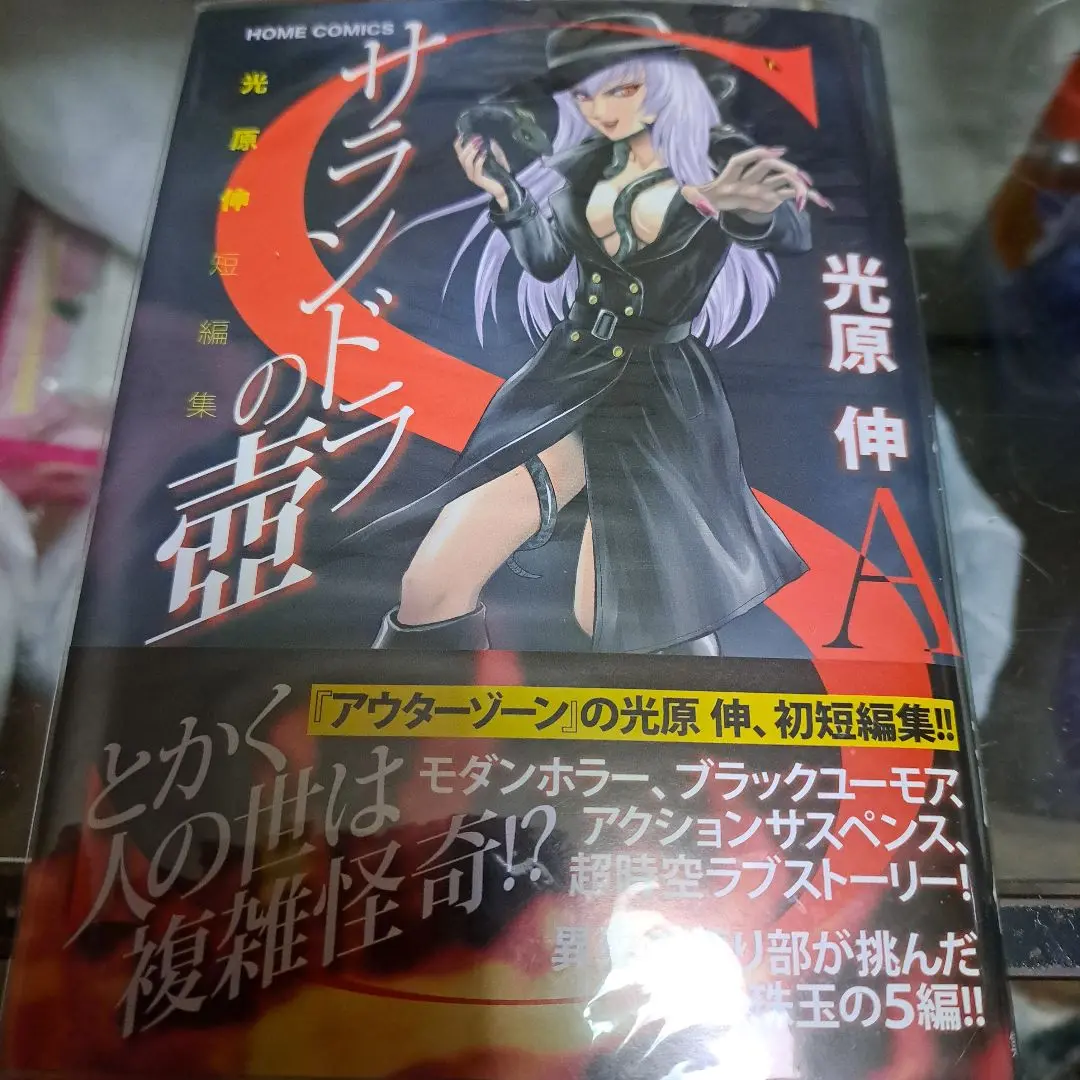 HOME COMICS
光原伸短編集
サランドラの壺
光原 伸
A
『アウターゾーン』の光原 伸、初短編集!!
とかく
人の世は
複雑怪奇!?
モダンホラー、ブラックユーモア、
アクションサスペンス、
超時空ラブストーリー!
り部が挑んだ
珠玉の5編!!